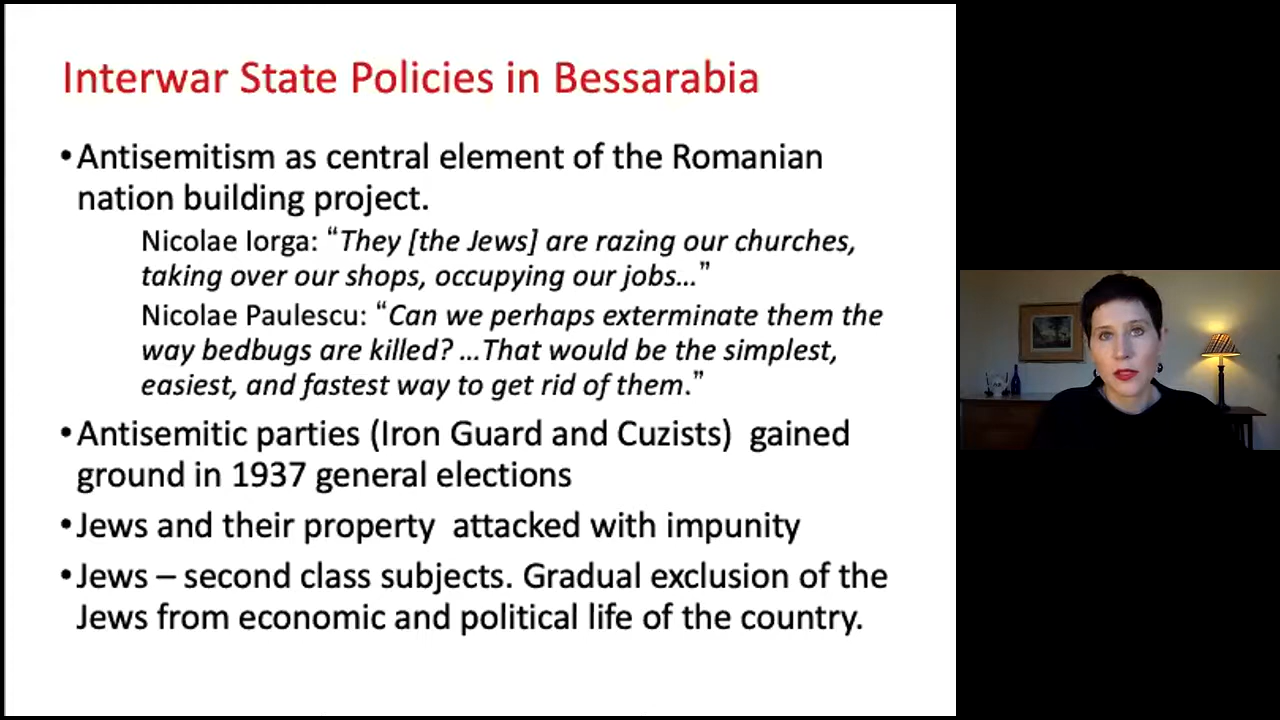 Interwar State Policies in Bessarabia
•Antisemitism as central element of the Romanian
nation building project.
Nicolae Iorga: “They [the Jews] are razing our churches,
taking over our shops, occupying our jobs…”
Nicolae Paulescu: “Can we perhaps exterminate them the
way bedbugs are killed? …That would be the simplest,
easiest, and fastest way to get rid of them.”
•Antisemitic parties (Iron Guard and Cuzists)  gained
ground in 1937 general elections
•Jews and their property  attacked with impunity
•Jews – second class subjects. Gradual exclusion of the
Jews from economic and political life of the country.